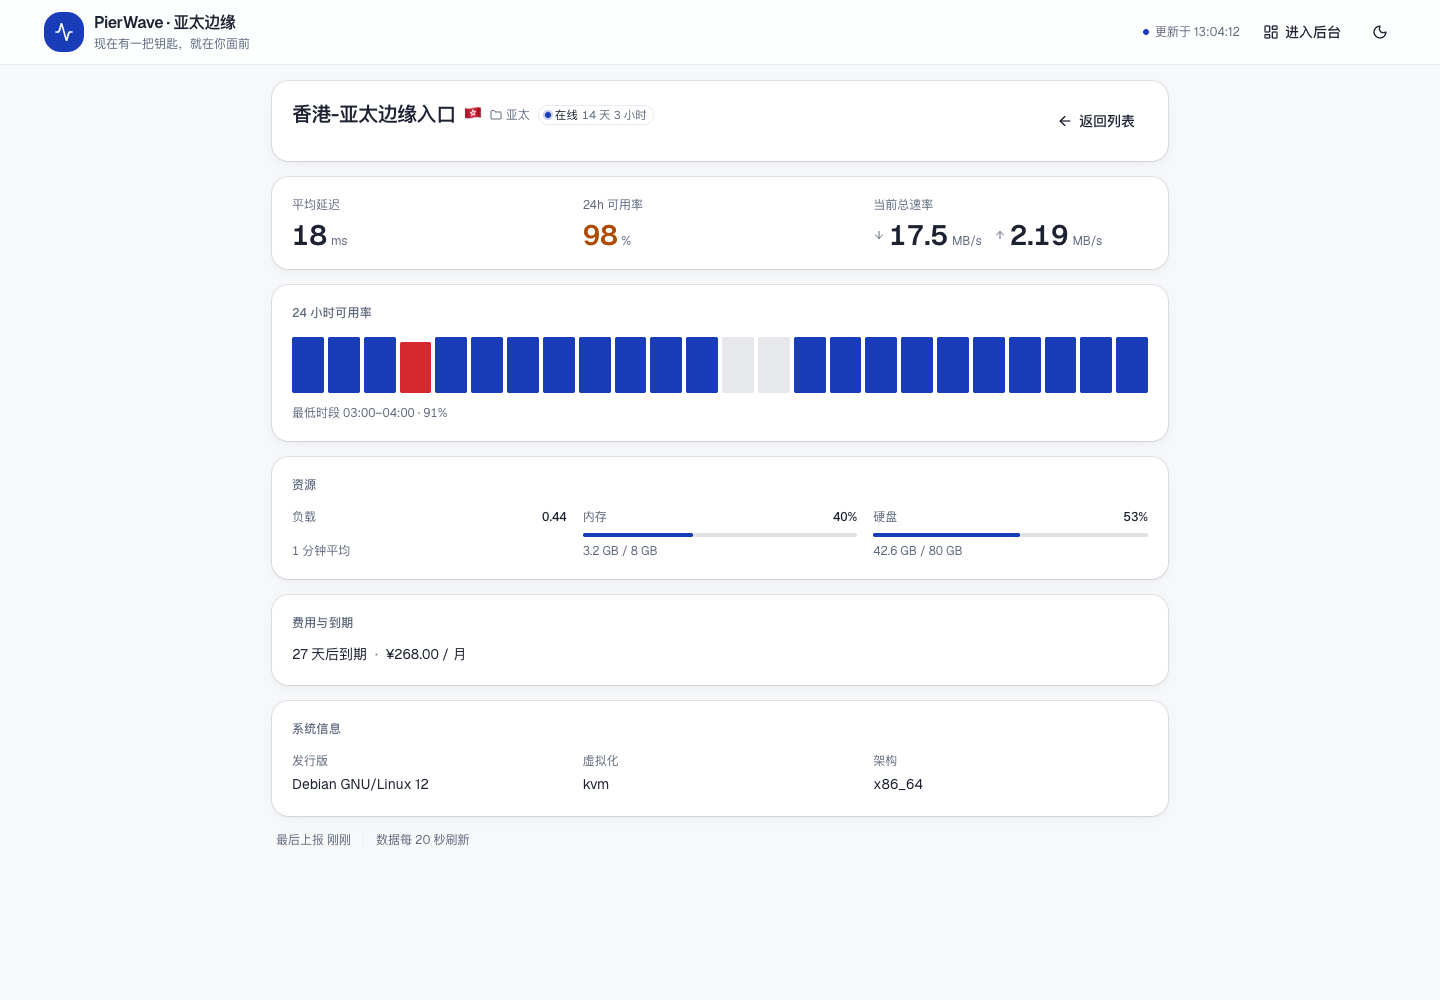 PierWave · 亚太边缘
现在有一把钥匙，就在你面前
更新于 13:04:12
进入后台
香港-亚太边缘入口
亚太
在线 14 天 3 小时
返回列表
平均延迟
18 ms
24h 可用率
98 %
当前总速率
↓ 17.5 MB/s ↑ 2.19 MB/s
24 小时可用率
最低时段 03:00–04:00 · 91%
资源
负载 0.44
1 分钟平均
内存 40%
3.2 GB / 8 GB
硬盘 53%
42.6 GB / 80 GB
费用与到期
27 天后到期 · ¥268.00 / 月
系统信息
发行版
Debian GNU/Linux 12
虚拟化
kvm
架构
x86_64
最后上报 刚刚
数据每 20 秒刷新